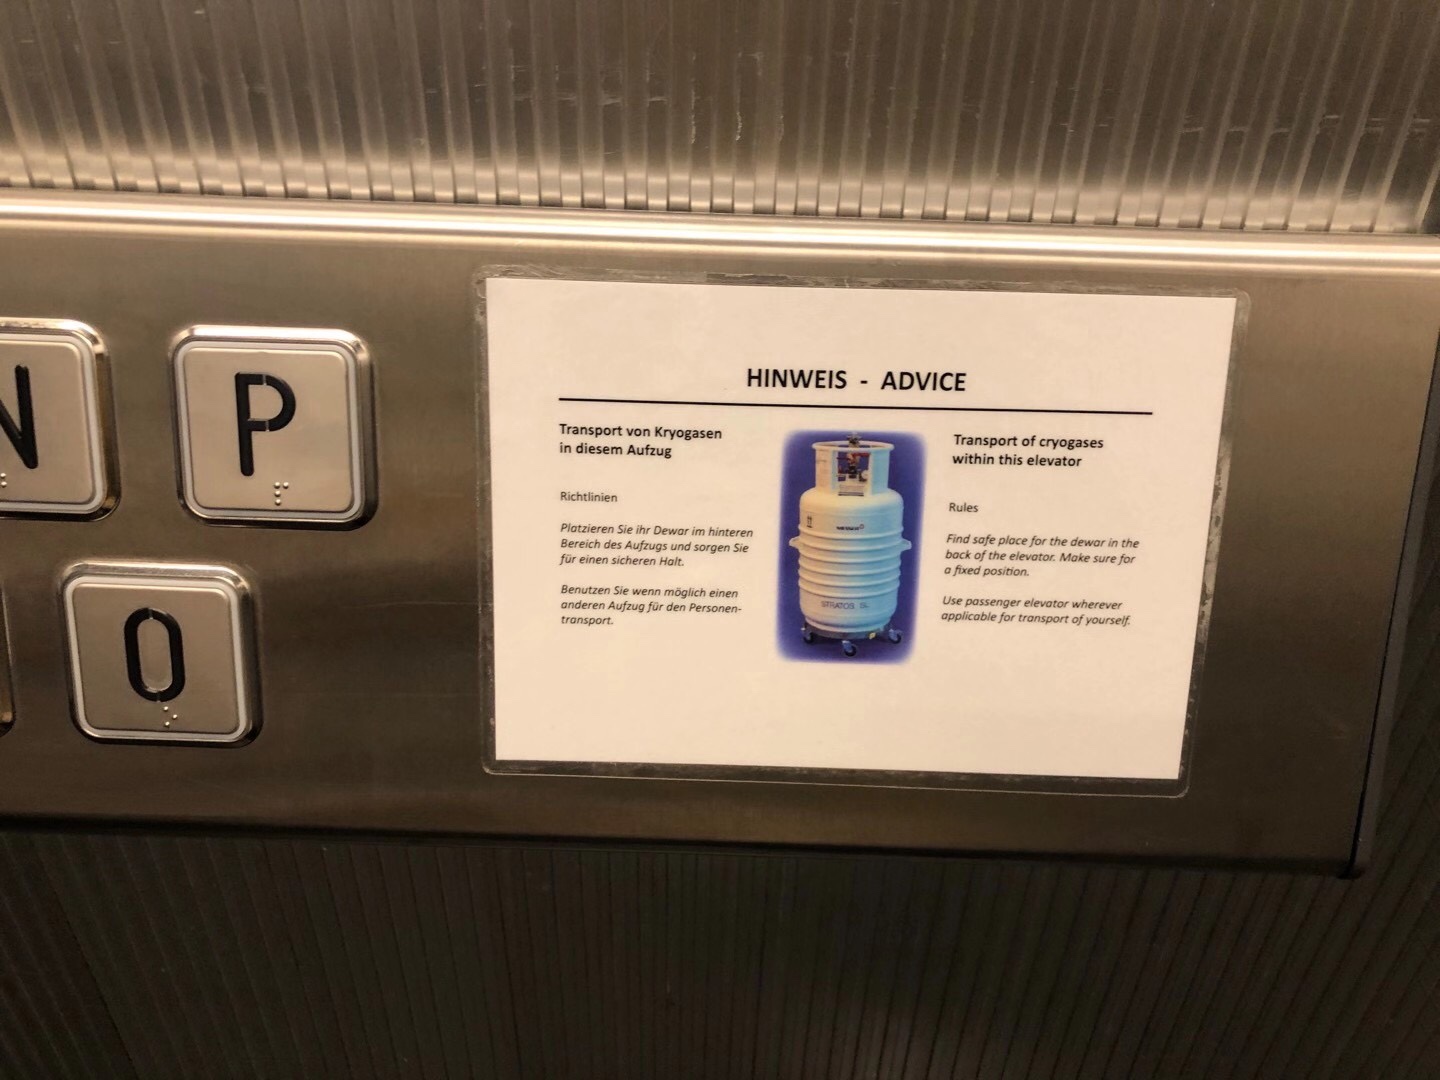 N
P
0
HINWEIS - ADVICE
Transport von Kryogasen
in diesem Aufzug
Richtlinien
Platzieren Sie ihr Dewar im hinteren
Bereich des Aufzugs und sorgen Sie
für einen sicheren Halt.
Benutzen Sie wenn möglich einen
anderen Aufzug für den Personen-
transport.
STRATOS
Transport of cryogases
within this elevator
Rules
Find safe place for the dewar in the
back of the elevator. Make sure for
a fixed position.
Use passenger elevator wherever
applicable for transport of yourself.